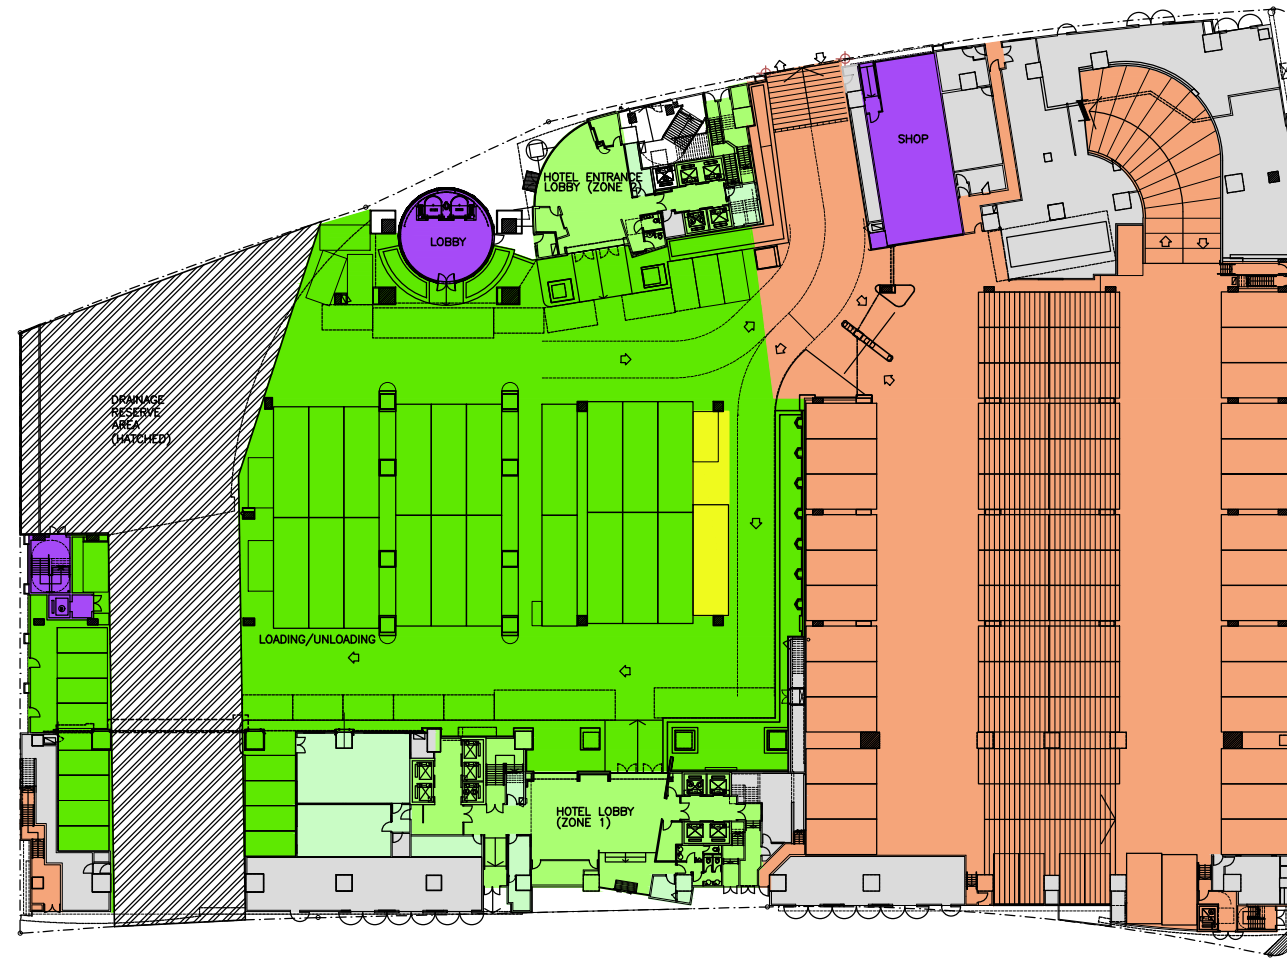 SHOP
HOTEL ENTRANCE
LOBBY (ZONE 2)
LOBBY
DRAINAGE
RESERVE
AREA
(HATCHED)
LOADING/UNLOADING
HOTEL LOBBY
(ZONE 1)